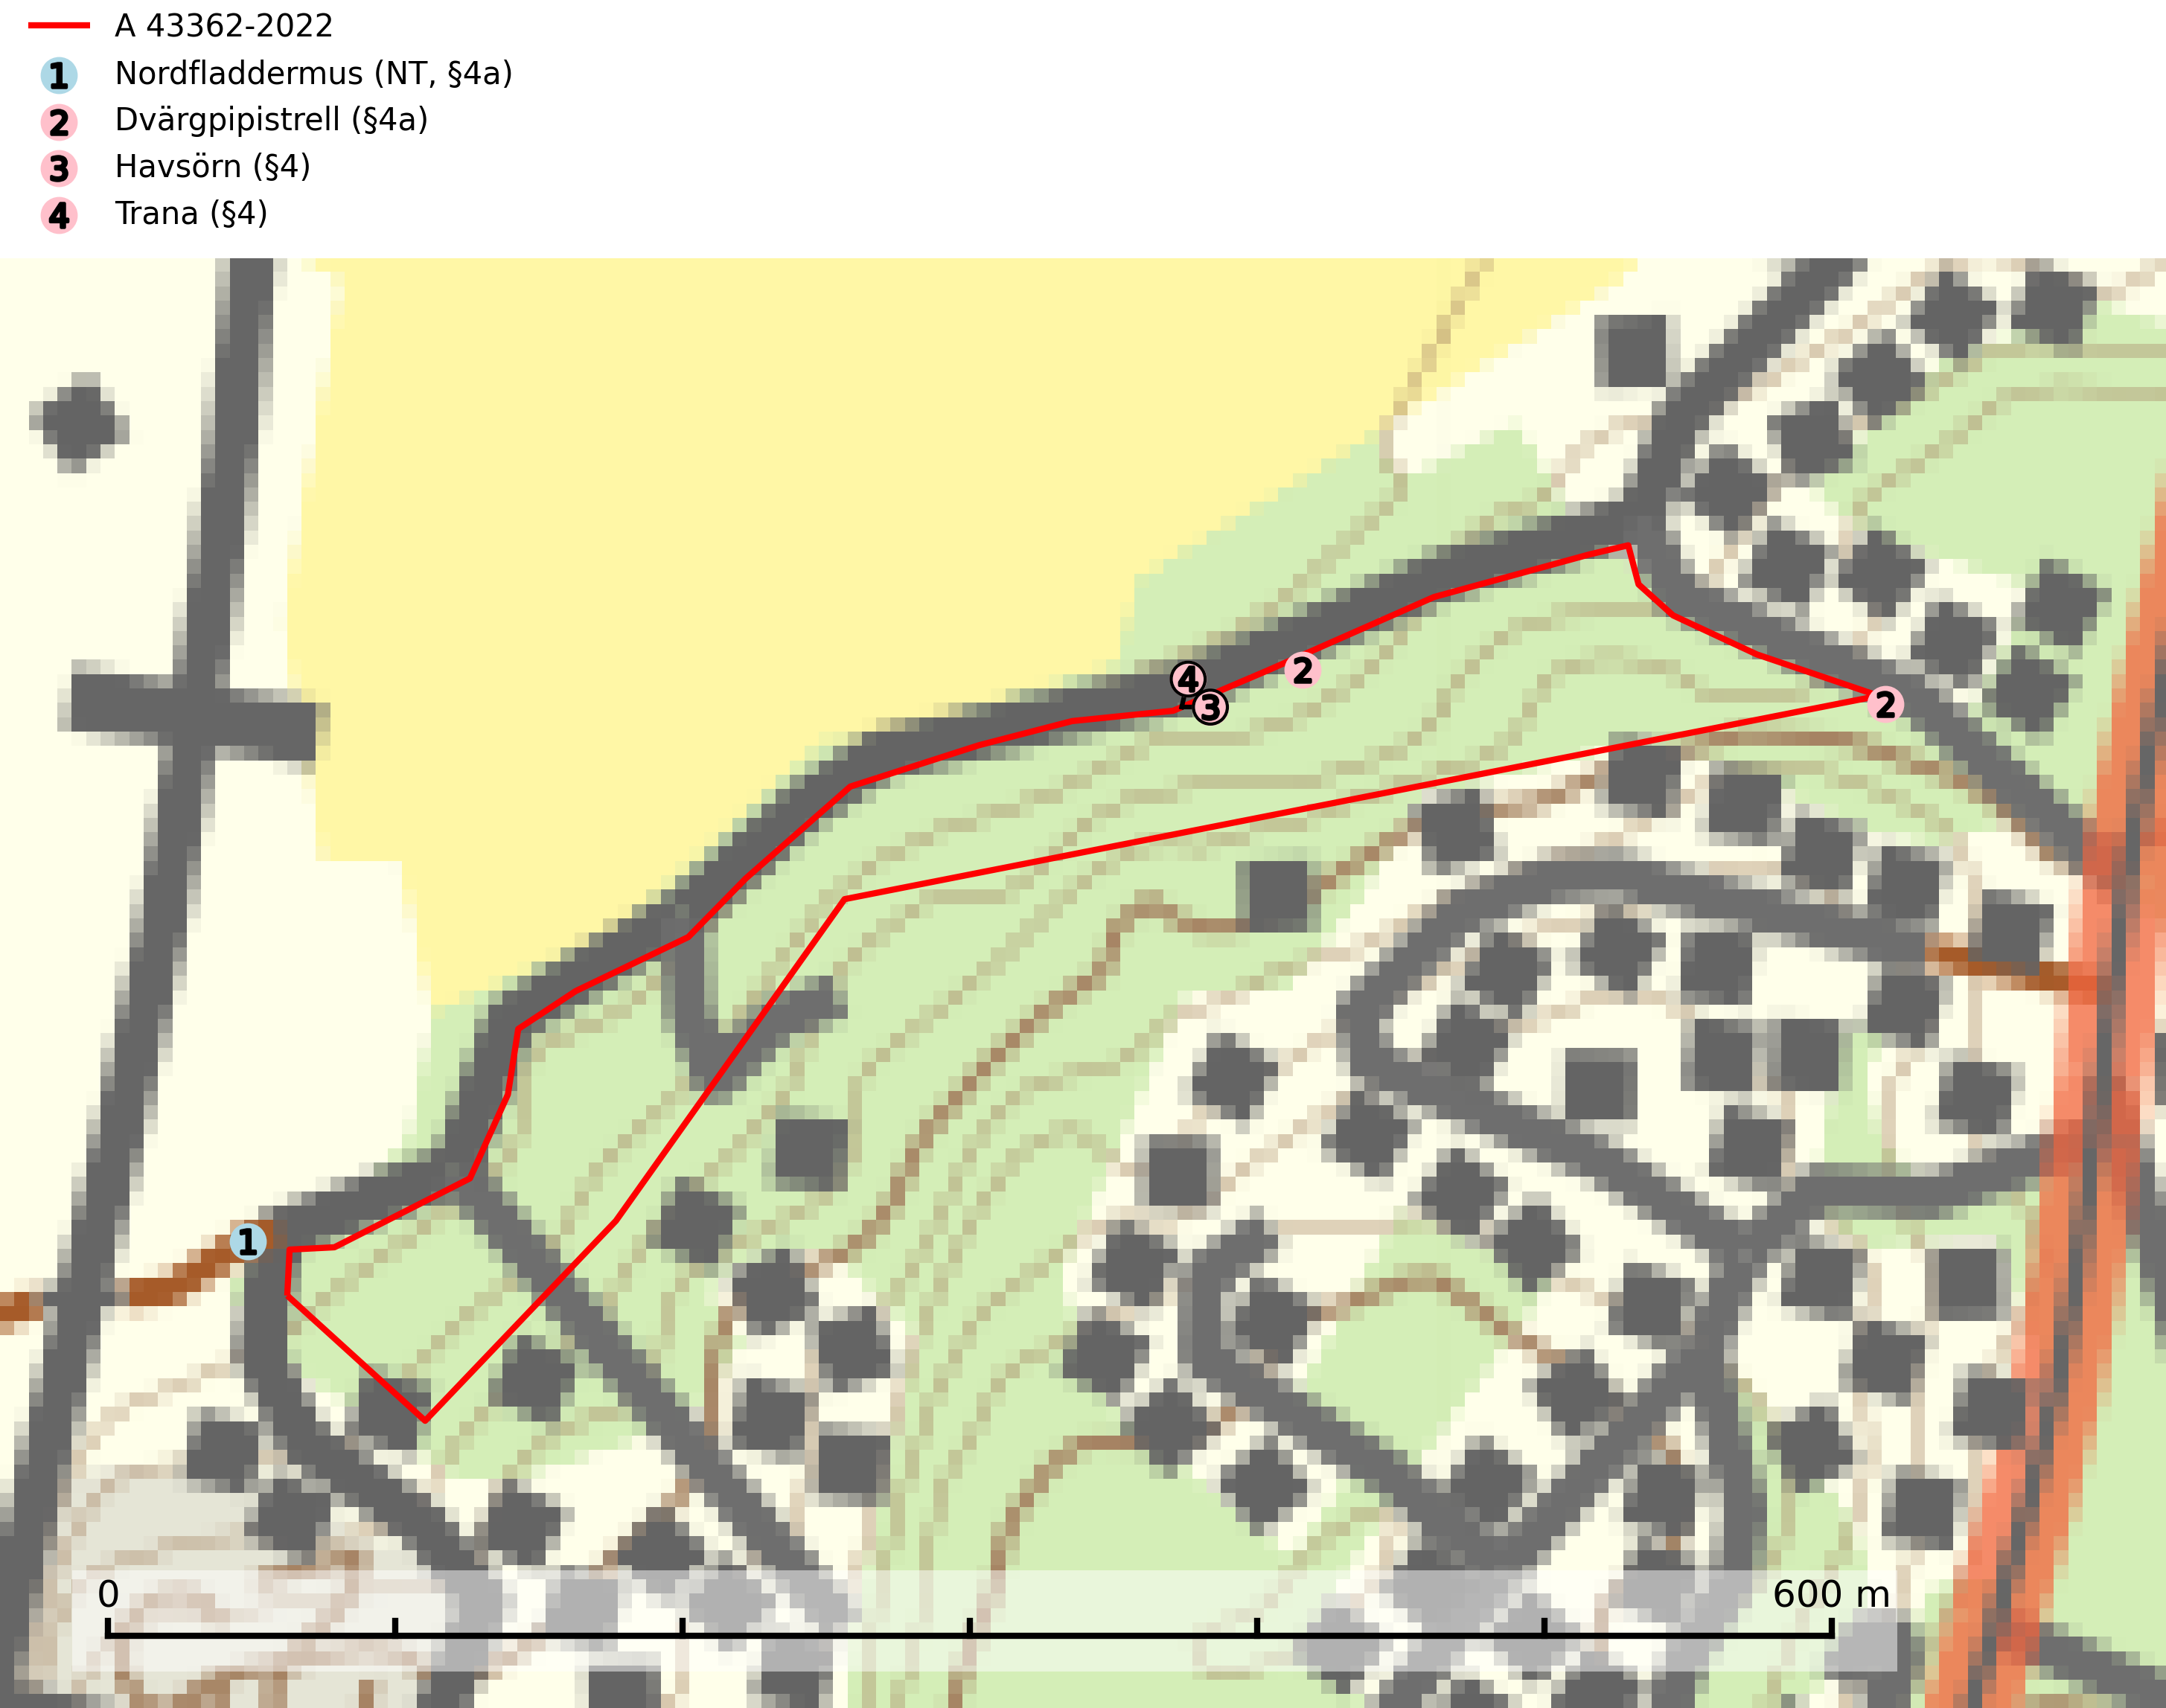 A 43362-2022
1 Nordfladdermus (NT, §4a)
2 Dvärgpipistrell (§4a)
3 Havsörn (§4)
4 Trana (§4)
4
2
3
2
1
0 600 m